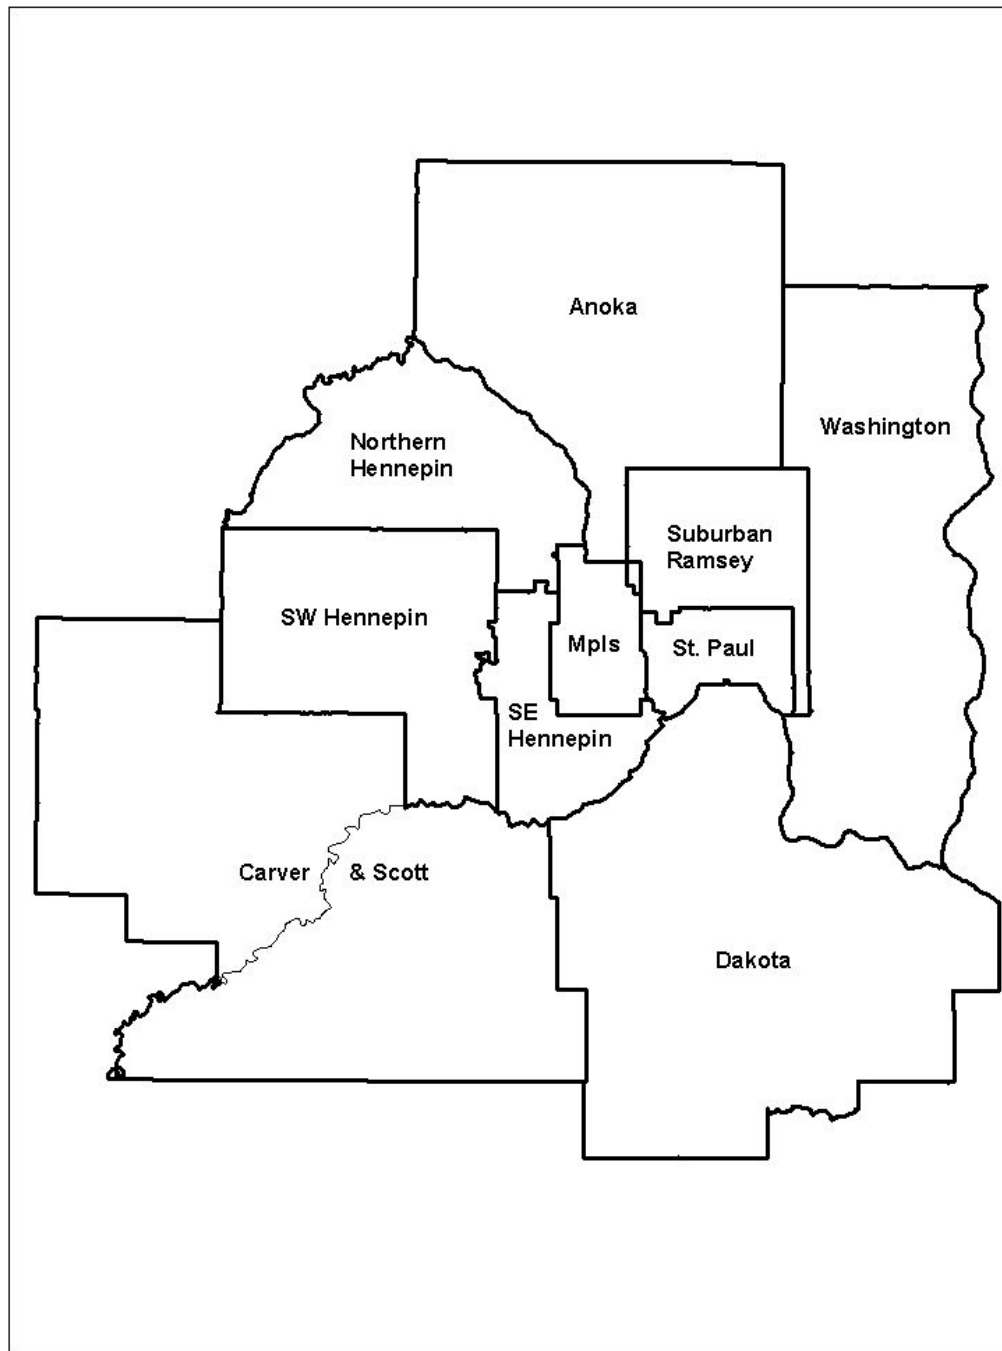 Anoka
Washington
Northern
Hennepin
Suburban
Ramsey
SW Hennepin
Mpls
St. Paul
SE
Hennepin
Carver & Scott
Dakota